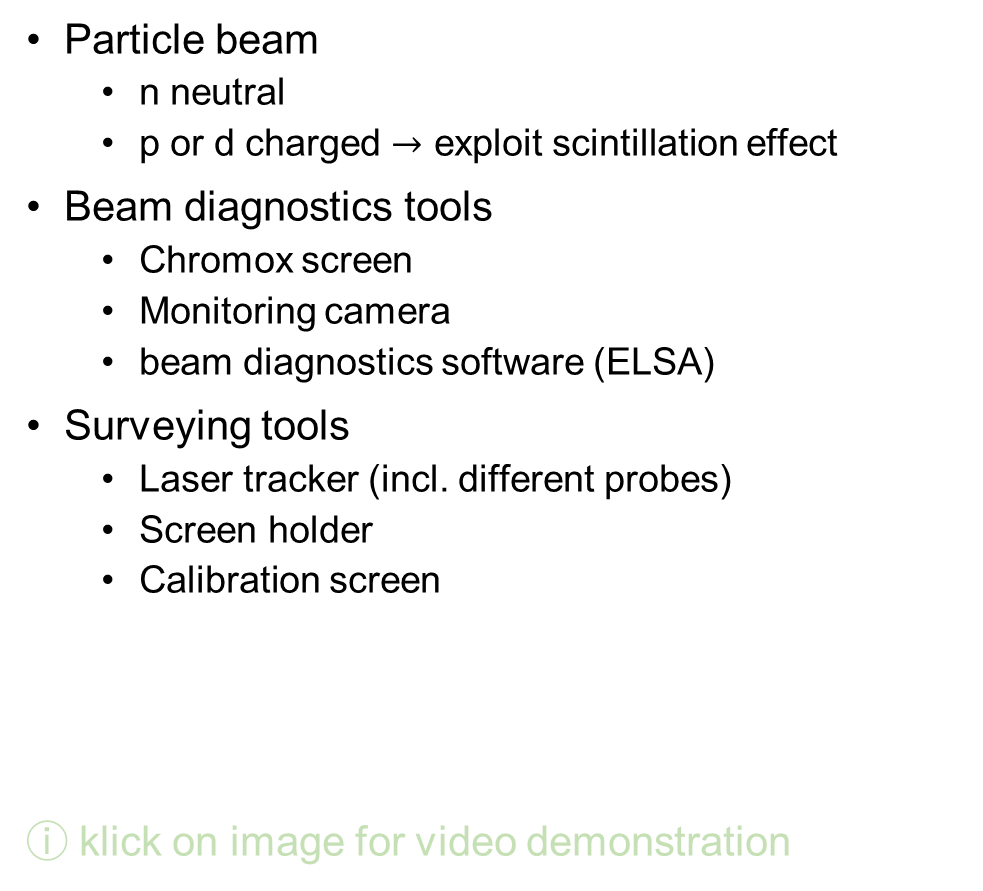 • Particle beam
• n neutral
• p or d charged → exploit scintillation effect
• Beam diagnostics tools
• Chromox screen
• Monitoring camera
• beam diagnostics software (ELSA)
• Surveying tools
• Laser tracker (incl. different probes)
• Screen holder
• Calibration screen
ⓘ klick on image for video demonstration